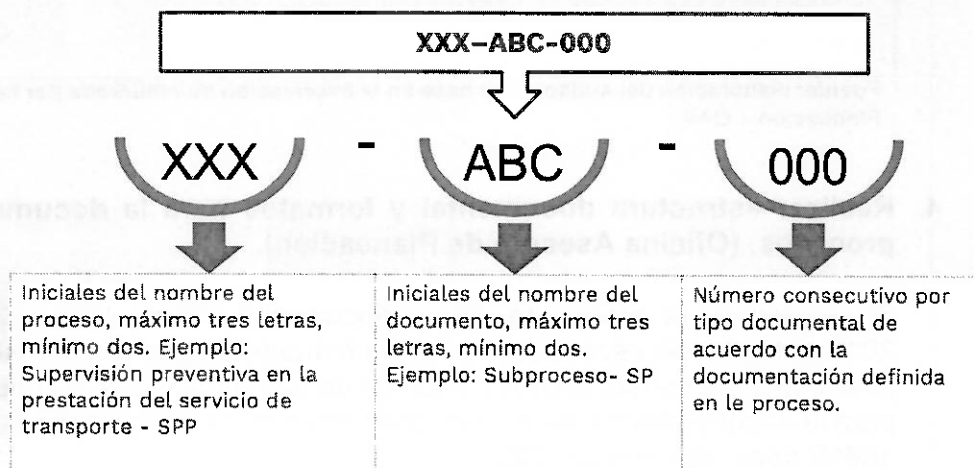 XXX–ABC-000
XXX - ABC - 000
Iniciales del nombre del
proceso, máximo tres letras,
mínimo dos. Ejemplo:
Supervisión preventiva en la
prestación del servicio de
transporte - SPP
Iniciales del nombre del
documento, máximo tres
letras, mínimo dos.
Ejemplo: Subproceso- SP
Número consecutivo por
tipo documental de
acuerdo con la
documentación definida
en le proceso.